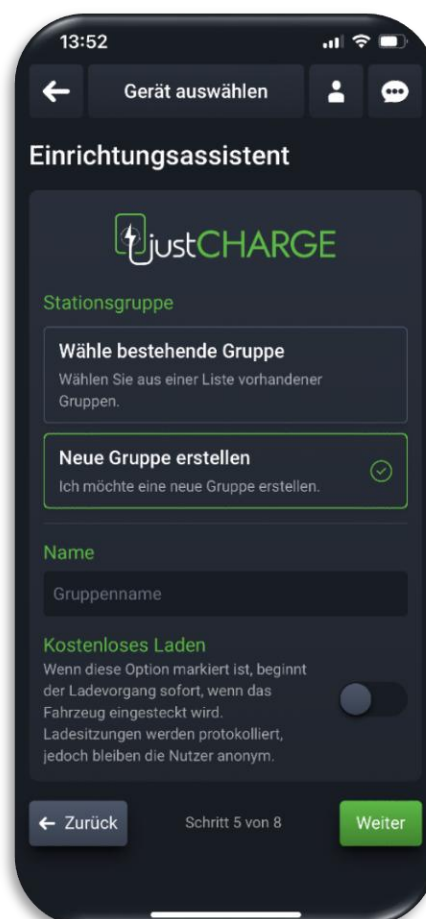 13:52
Gerät auswählen
Einrichtungsassistent
justCHARGE
Stationsgruppe
Wähle bestehende Gruppe
Wählen Sie aus einer Liste vorhandener
Gruppen.
Neue Gruppe erstellen
Ich möchte eine neue Gruppe erstellen.
Name
Gruppenname
Kostenloses Laden
Wenn diese Option markiert ist, beginnt
der Ladevorgang sofort, wenn das
Fahrzeug eingesteckt wird.
Ladesitzungen werden protokolliert,
jedoch bleiben die Nutzer anonym.
Zurück
Schritt 5 von 8
Weiter